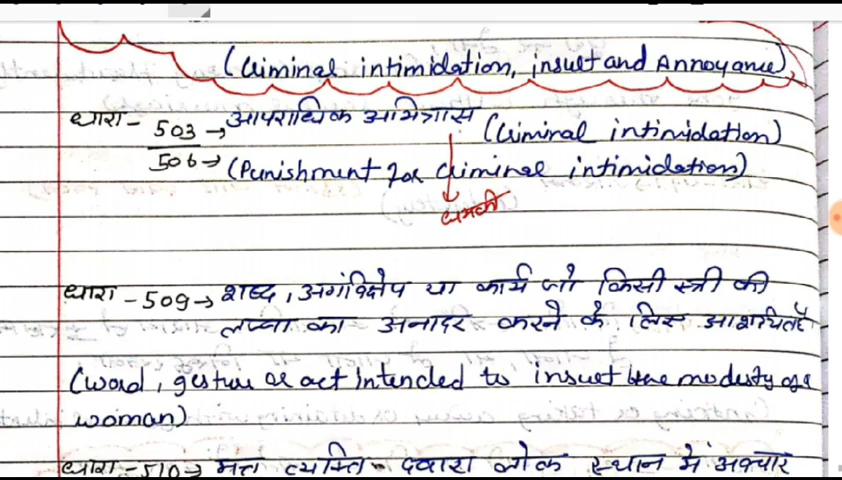 (Criminal intimidation, insult and Annoyance)
धारा - 503 → आपराधिक अभित्रास (Criminal intimidation)
506 → (Punishment for criminal intimidation)
धमकी
धारा - 509 → शब्द, अगंविक्षेप या कार्य जो किसी स्त्री की
लज्जा का अनादर करने के लिए आशयित है
(word, gesture or act intended to insult the modesty of a
woman)
धारा - 510 → मत्त व्यक्ति द्वारा लोक स्थान में अवचार